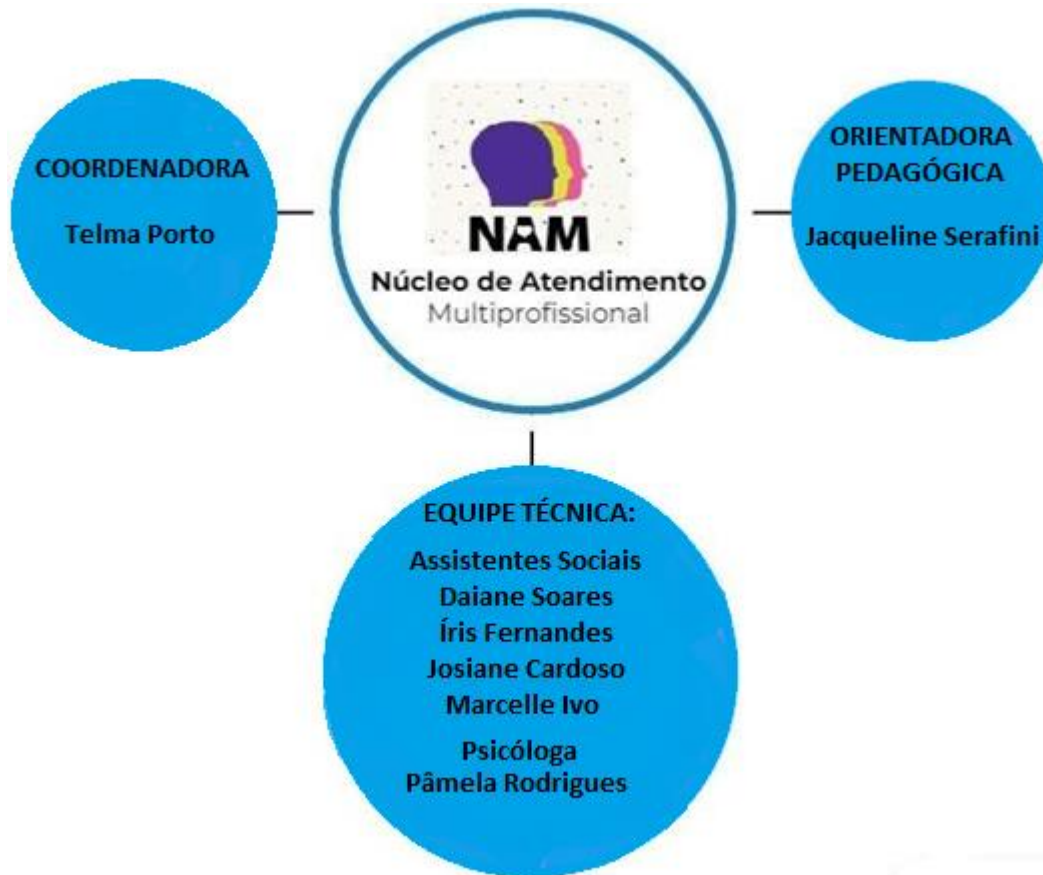 COORDENADORA
Telma Porto
NAM
Núcleo de Atendimento
Multiprofissional
ORIENTADORA
PEDAGÓGICA
Jacqueline Serafini
EQUIPE TÉCNICA:
Assistentes Sociais
Daiane Soares
Íris Fernandes
Josiane Cardoso
Marcelle Ivo
Psicóloga
Pâmela Rodrigues